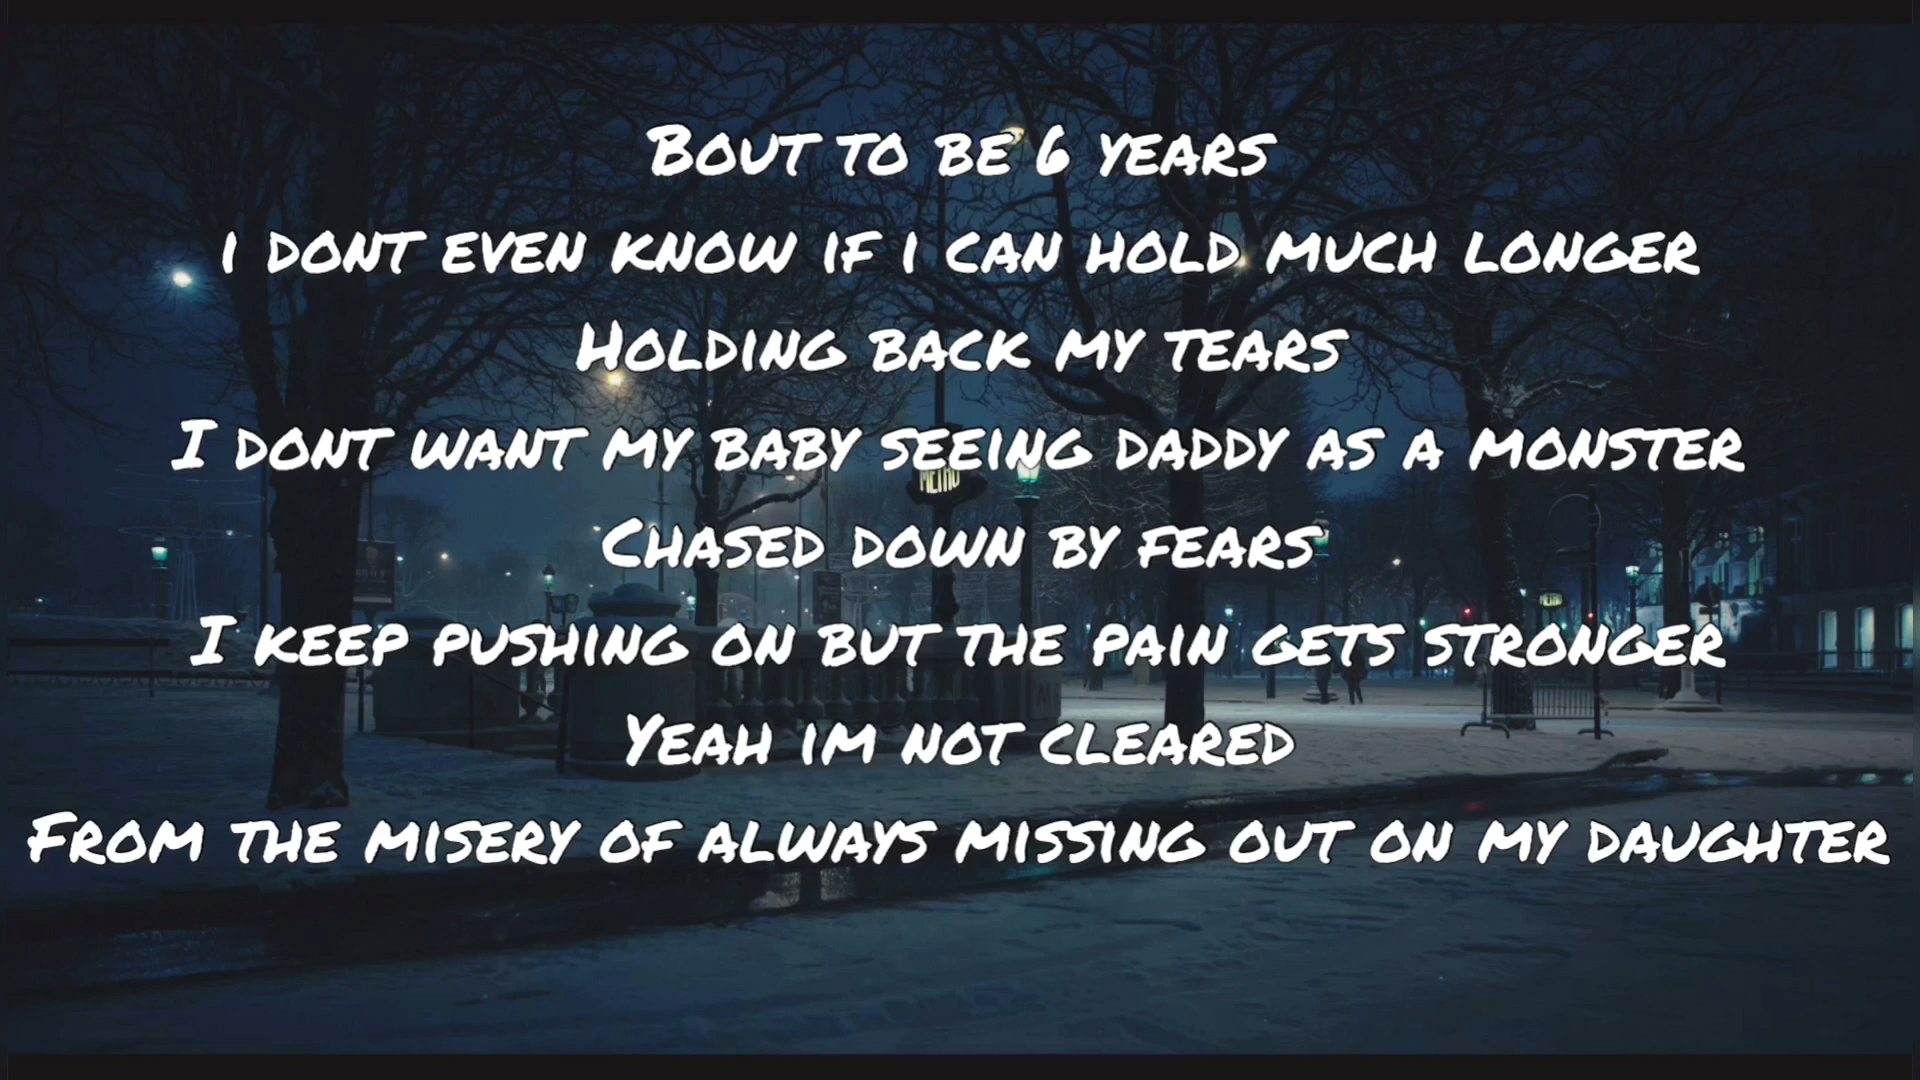 Bout to be 6 years
i dont even know if i can hold much longer
Holding back my tears
I dont want my baby seeing daddy as a monster
METRO
Chased down by fears
METRO
I keep pushing on but the pain gets stronger
Yeah im not cleared
From the misery of always missing out on my daughter